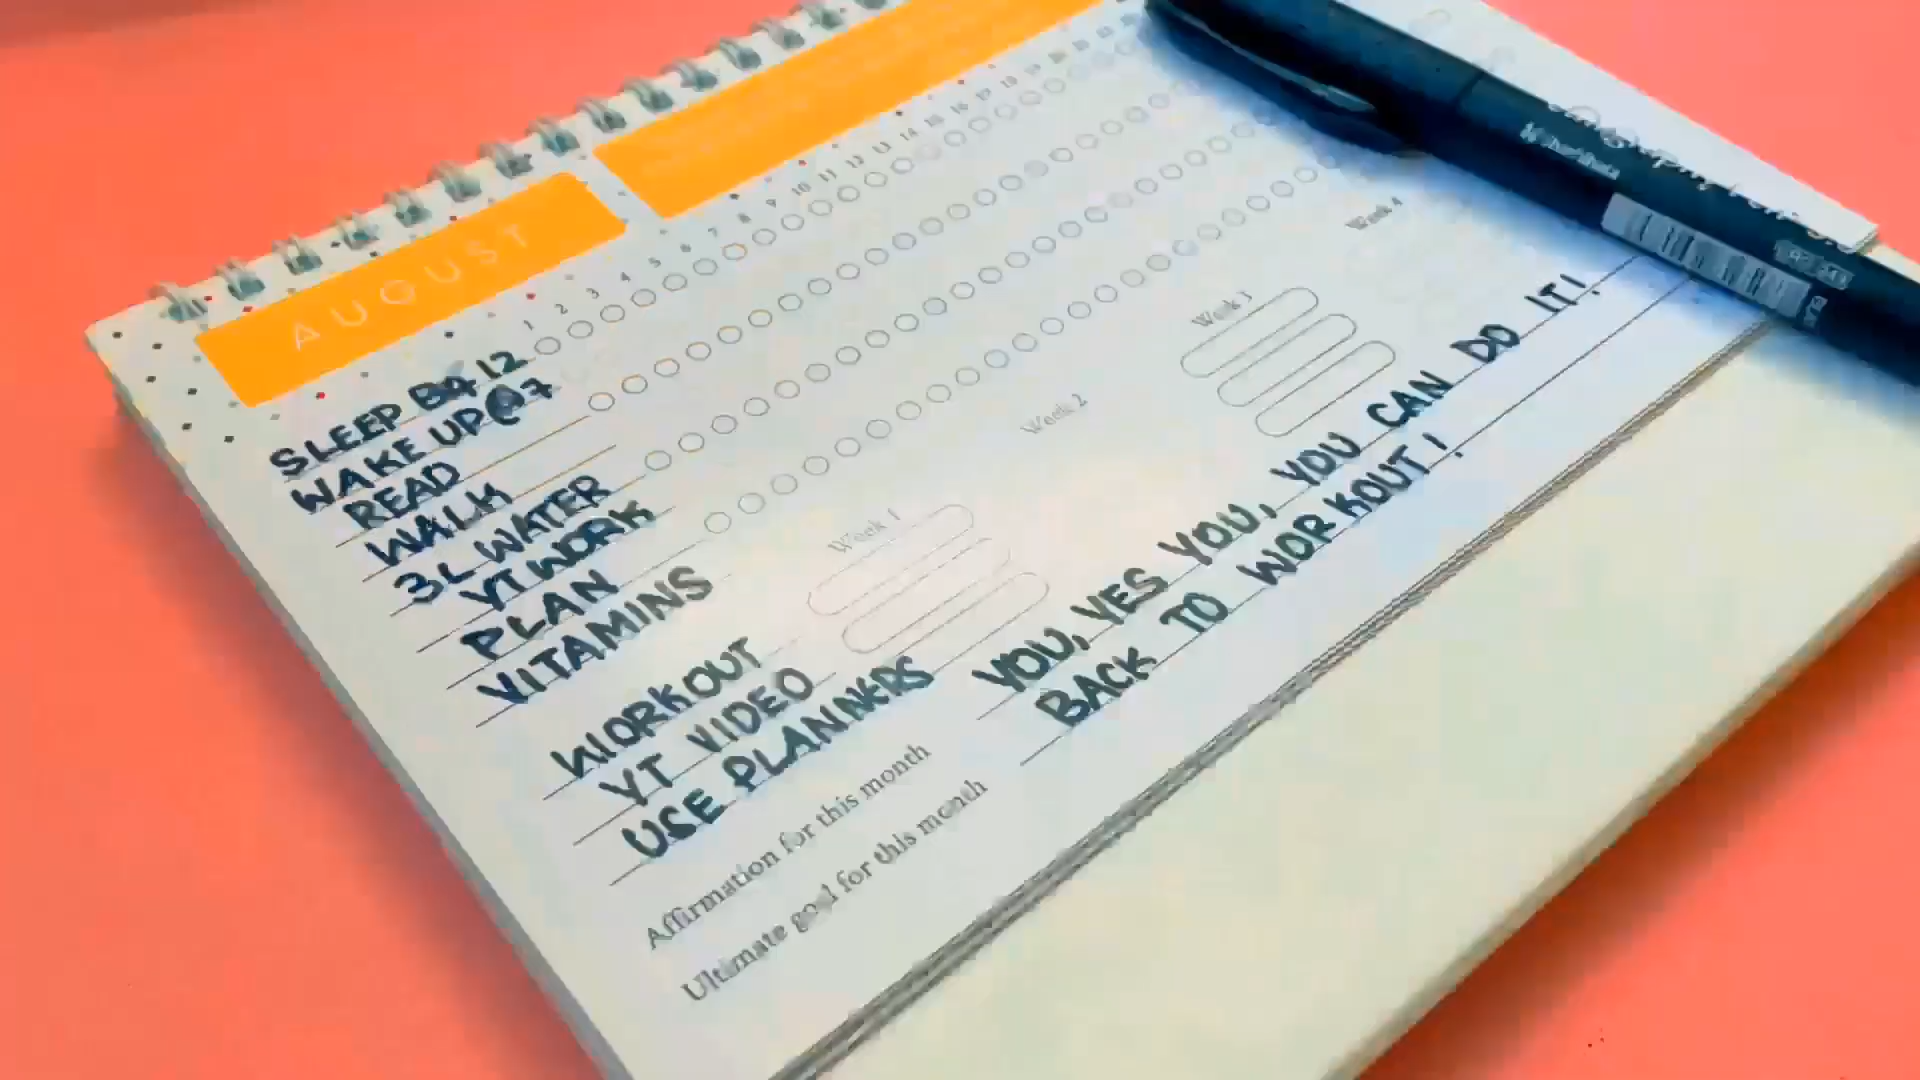 AUGUST
1 2 3 4 5 6 7 8 9 10 11 12 13 14 15 16 17 18 19
SLEEP B4 12
WAKE UP @ 7
READ
WALK
3L WATER
YT WORK
PLAN
VITAMINS
Week 1
Week 2
Week 3
Week 4
WORKOUT
YT VIDEO
USE PLANNERS
Affirmation for this month YOU, YES YOU, YOU CAN DO IT!
Ultimate goal for this month BACK TO WORKOUT!